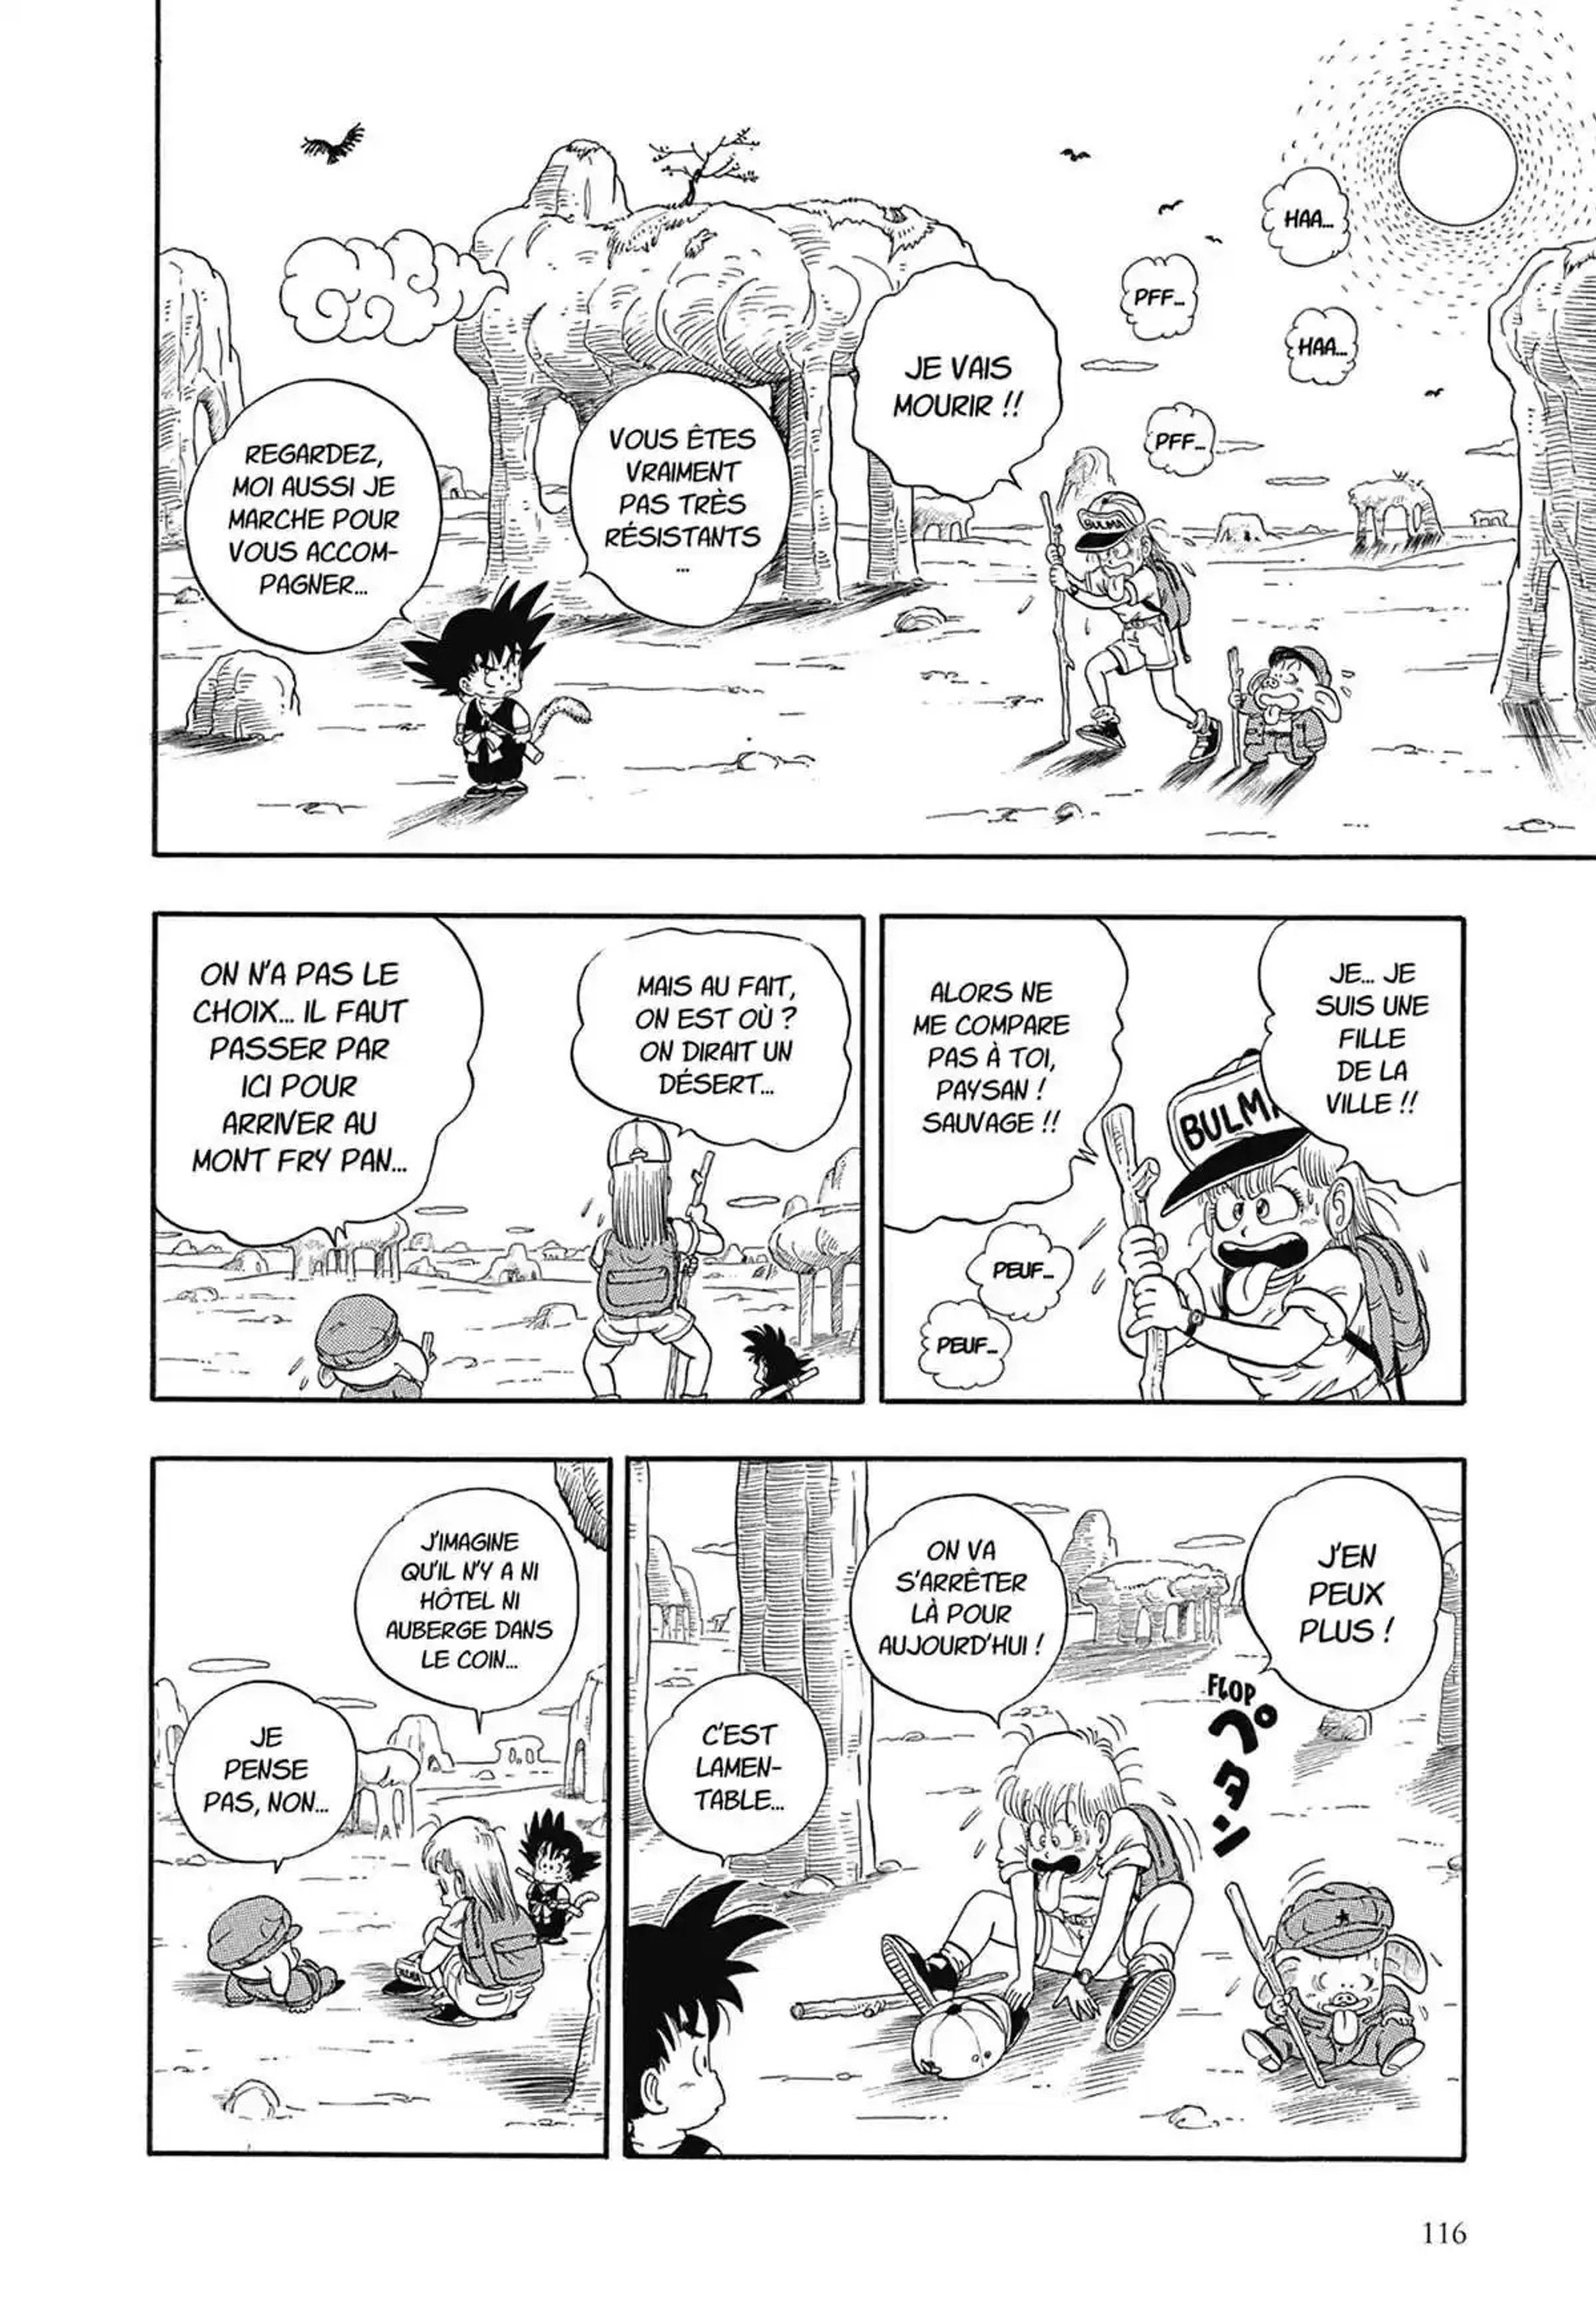 HAA...
PFF...
HAA...
PFF...
JE VAIS
MOURIR !!
BULMA
VOUS ÊTES
VRAIMENT
PAS TRÈS
RÉSISTANTS
...
REGARDEZ,
MOI AUSSI JE
MARCHE POUR
VOUS ACCOM-
PAGNER...
JE... JE
SUIS UNE
FILLE
DE LA
VILLE !!
BULMA
ALORS NE
ME COMPARE
PAS À TOI,
PAYSAN !
SAUVAGE !!
PEUF...
PEUF...
MAIS AU FAIT,
ON EST OÙ ?
ON DIRAIT UN
DÉSERT...
ON N'A PAS LE
CHOIX... IL FAUT
PASSER PAR
ICI POUR
ARRIVER AU
MONT FRY PAN...
J'EN
PEUX
PLUS !
FLOP
ペタン
ON VA
S'ARRÊTER
LÀ POUR
AUJOURD'HUI !
C'EST
LAMEN-
TABLE...
J'IMAGINE
QU'IL N'Y A NI
HÔTEL NI
AUBERGE DANS
LE COIN...
BULMA
JE
PENSE
PAS, NON...
116